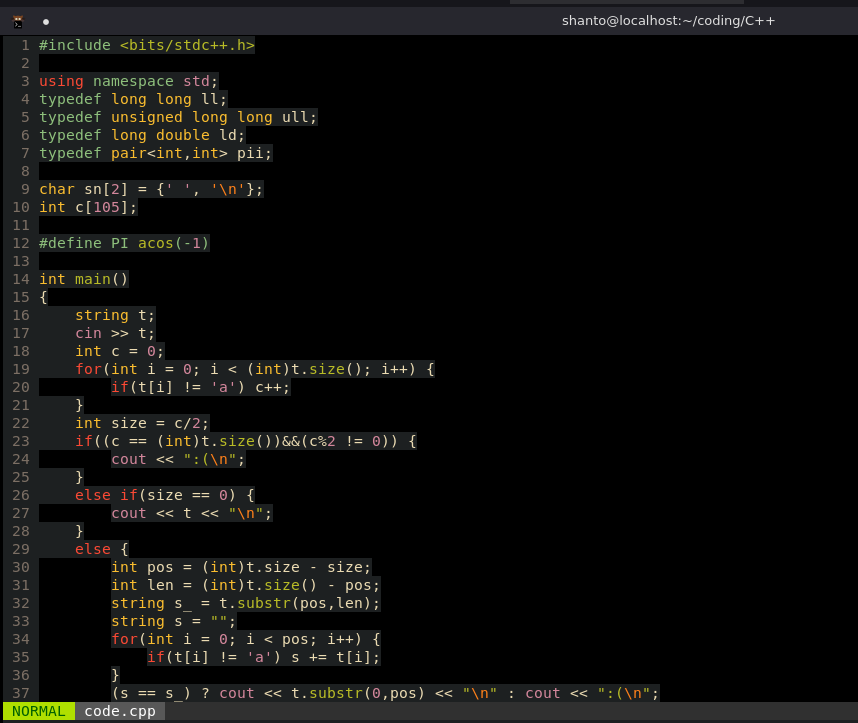 shanto@localhost:~/coding/C++
1 #include <bits/stdc++.h>
2
3 using namespace std;
4 typedef long long ll;
5 typedef unsigned long long ull;
6 typedef long double ld;
7 typedef pair<int,int> pii;
8
9 char sn[2] = {' ', '\n'};
10 int c[105];
11
12 #define PI acos(-1)
13
14 int main()
15 {
16     string t;
17     cin >> t;
18     int c = 0;
19     for(int i = 0; i < (int)t.size(); i++) {
20         if(t[i] != 'a') c++;
21     }
22     int size = c/2;
23     if((c == (int)t.size())&&(c%2 != 0)) {
24         cout << ":(\n";
25     }
26     else if(size == 0) {
27         cout << t << "\n";
28     }
29     else {
30         int pos = (int)t.size - size;
31         int len = (int)t.size() - pos;
32         string s_ = t.substr(pos,len);
33         string s = "";
34         for(int i = 0; i < pos; i++) {
35             if(t[i] != 'a') s += t[i];
36         }
37         (s == s_) ? cout << t.substr(0,pos) << "\n" : cout << ":(\n";
NORMAL code.cpp